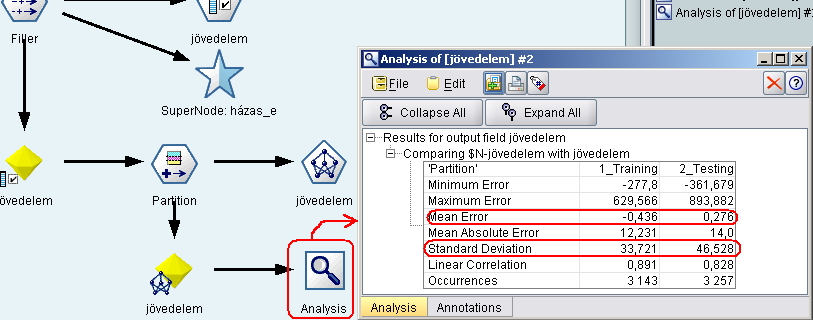 Filler
jövedelem
SuperNode: házas_e
jövedelem
Partition
jövedelem
jövedelem
Analysis
Analysis of [jövedelem] #1
Analysis of [jövedelem] #2
File Edit
Collapse All Expand All
Results for output field jövedelem
Comparing $N-jövedelem with jövedelem
'Partition' 1_Training 2_Testing
Minimum Error -277,8 -361,679
Maximum Error 629,566 893,882
Mean Error -0,436 0,276
Mean Absolute Error 12,231 14,0
Standard Deviation 33,721 46,528
Linear Correlation 0,891 0,828
Occurrences 3 143 3 257
Analysis Annotations